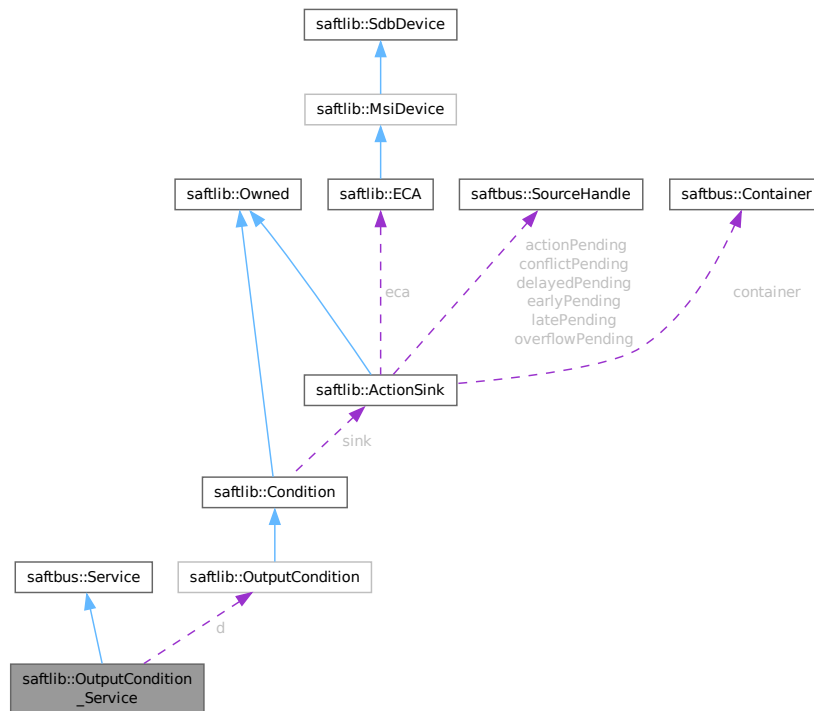 saftlib::SdbDevice
saftlib::MsiDevice
saftlib::Owned
saftlib::ECA
saftbus::SourceHandle
saftbus::Container
actionPending
conflictPending
delayedPending
earlyPending
latePending
overflowPending
eca
container
saftlib::ActionSink
sink
saftlib::Condition
saftbus::Service
saftlib::OutputCondition
d
saftlib::OutputCondition
_Service